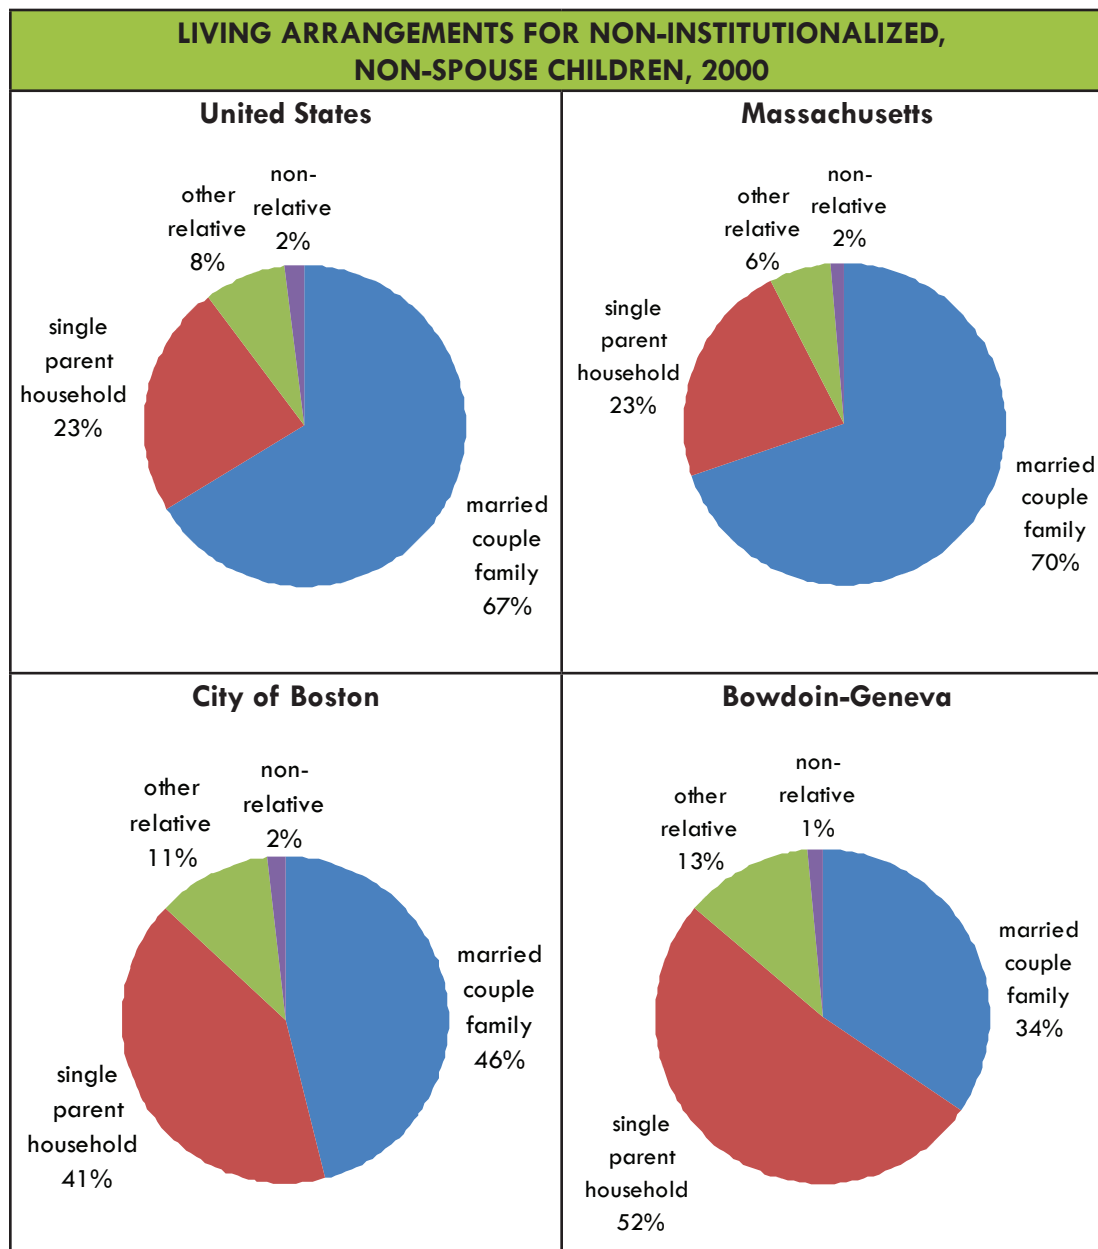 LIVING ARRANGEMENTS FOR NON-INSTITUTIONALIZED,
NON-SPOUSE CHILDREN, 2000
United States
non-
relative
2%
other
relative
8%
single
parent
household
23%
married
couple
family
67%
Massachusetts
non-
relative
2%
other
relative
6%
single
parent
household
23%
married
couple
family
70%
City of Boston
non-
relative
2%
other
relative
11%
married
couple
family
46%
single
parent
household
41%
Bowdoin-Geneva
non-
relative
1%
other
relative
13%
married
couple
family
34%
single
parent
household
52%